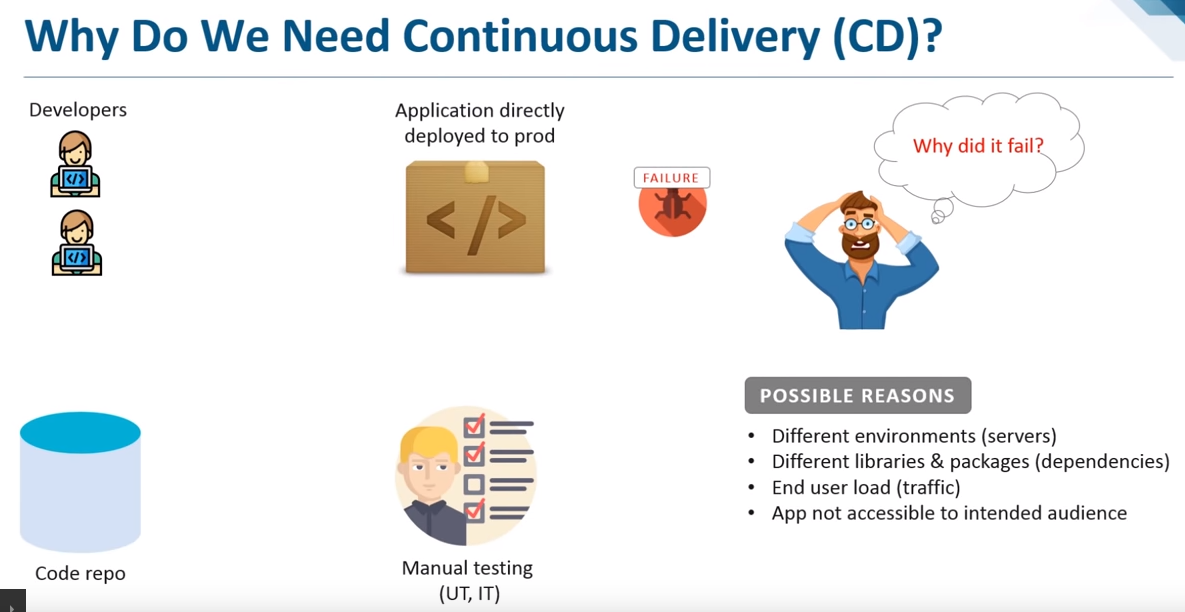 Why Do We Need Continuous Delivery (CD)?
Developers
Application directly
deployed to prod
</>
FAILURE
Why did it fail?
</>
</>
Code repo
Manual testing
(UT, IT)
POSSIBLE REASONS
• Different environments (servers)
• Different libraries & packages (dependencies)
• End user load (traffic)
• App not accessible to intended audience